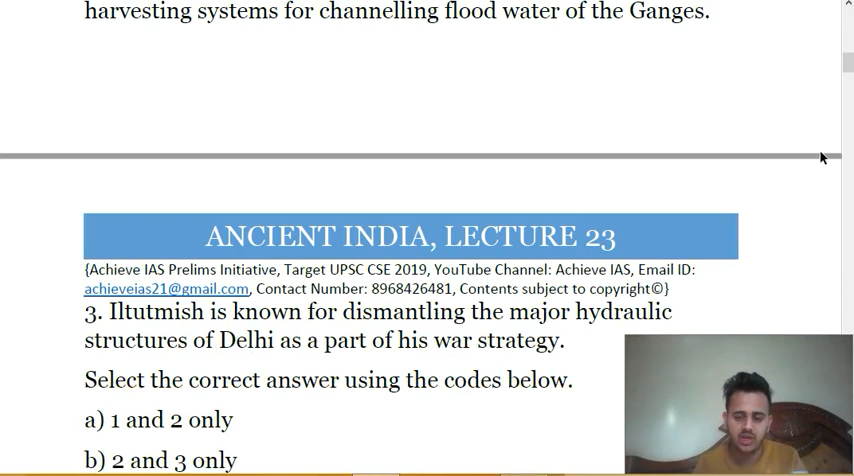 harvesting systems for channelling flood water of the Ganges.
ANCIENT INDIA, LECTURE 23
{Achieve IAS Prelims Initiative, Target UPSC CSE 2019, YouTube Channel: Achieve IAS, Email ID:
achieveias21@gmail.com, Contact Number: 8968426481, Contents subject to copyright©}
3. Iltutmish is known for dismantling the major hydraulic
structures of Delhi as a part of his war strategy.
Select the correct answer using the codes below.
a) 1 and 2 only
b) 2 and 3 only